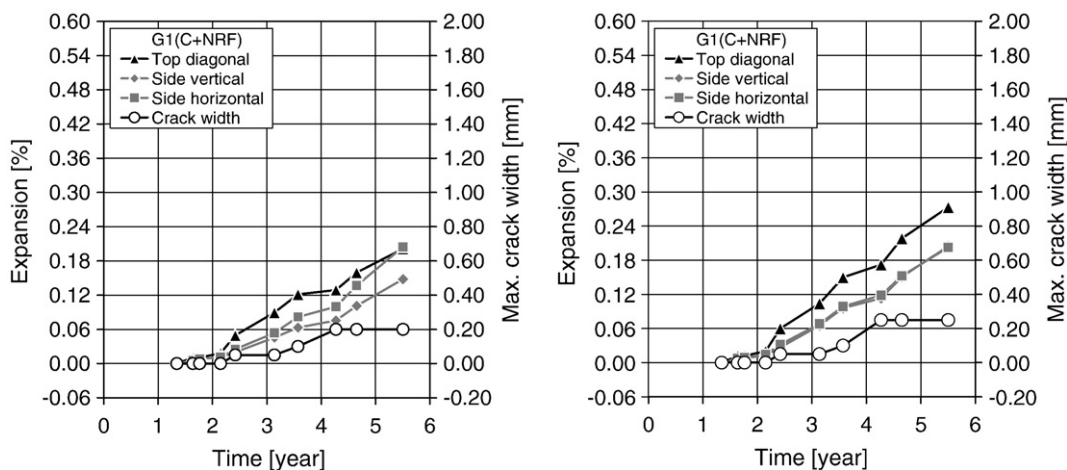 0.60
0.54
0.48
0.42
0.36
0.30
0.24
0.18
0.12
0.06
0.00
-0.06
Expansion [%]
G1(C+NRF)
Top diagonal
Side vertical
Side horizontal
Crack width
2.00
1.80
1.60
1.40
1.20
1.00
0.80
0.60
0.40
0.20
0.00
-0.20
Max. crack width [mm]
0 1 2 3 4 5 6
Time [year]
0.60
0.54
0.48
0.42
0.36
0.30
0.24
0.18
0.12
0.06
0.00
-0.06
Expansion [%]
G1(C+NRF)
Top diagonal
Side vertical
Side horizontal
Crack width
2.00
1.80
1.60
1.40
1.20
1.00
0.80
0.60
0.40
0.20
0.00
-0.20
Max. crack width [mm]
0 1 2 3 4 5 6
Time [year]